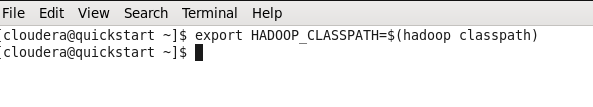 File Edit View Search Terminal Help
[cloudera@quickstart ~]$ export HADOOP_CLASSPATH=$(hadoop classpath)
[cloudera@quickstart ~]$